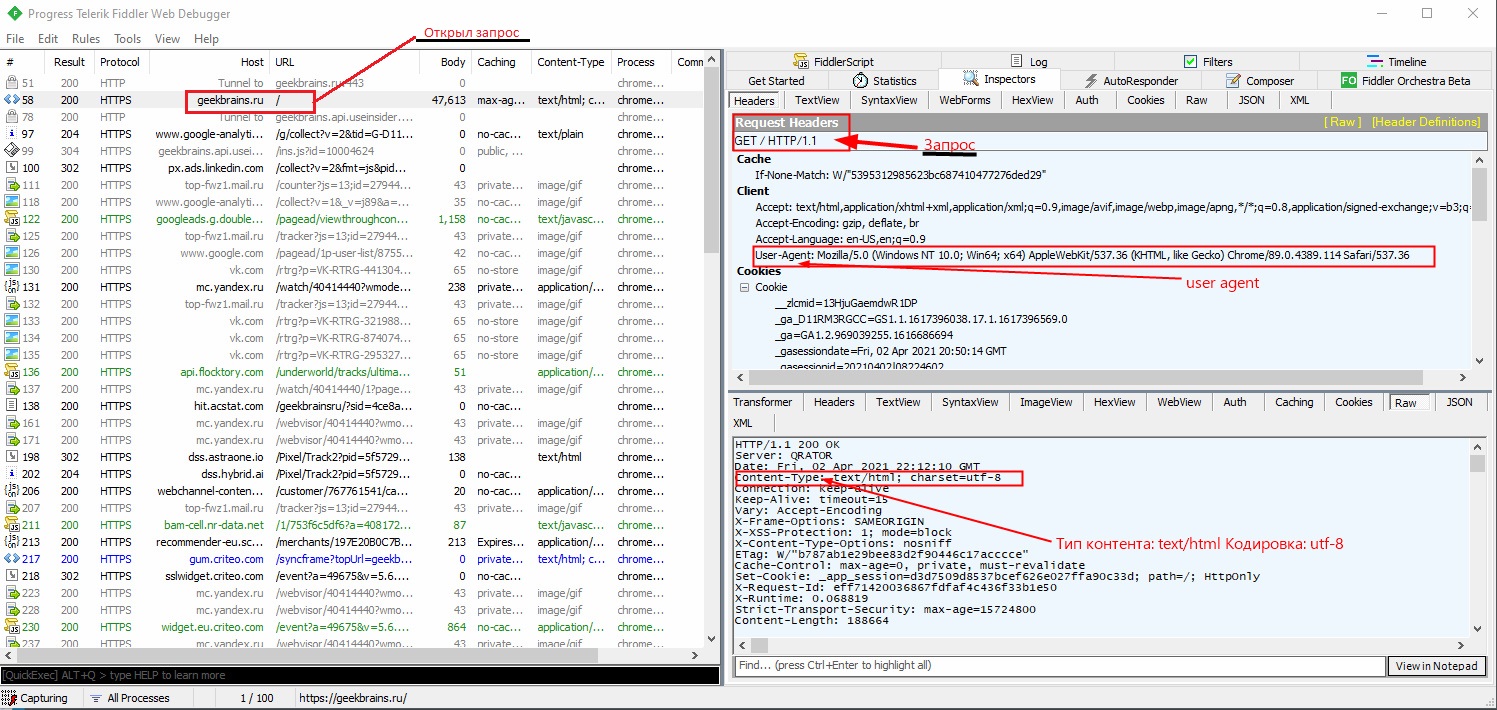 Progress Telerik Fiddler Web Debugger
File Edit Rules Tools View Help
Открыл запрос
# Result Protocol Host URL Body Caching Content-Type Process Comm
51 200 HTTP Tunnel to geekbrains.ru:443 0 chrome...
58 200 HTTPS geekbrains.ru / 47,613 max-ag... text/html; c... chrome...
78 200 HTTP Tunnel to geekbrains.api.useinsider.... 0 chrome...
97 204 HTTPS www.google-analyti... /g/collect?v=2&tid=G-D11... 0 no-cac... text/plain chrome...
99 304 HTTPS geekbrains.api.usei... /ins.js?id=10004624 0 public, ... chrome...
100 302 HTTPS px.ads.linkedin.com /collect?v=2&fmt=js&pid... 0 no-cac... chrome...
111 200 HTTPS top-fwz1.mail.ru /counter?js=13;id=27944... 43 private... image/gif chrome...
118 200 HTTPS www.google-analyti... /collect?v=1&_v=j89&a=... 35 no-cac... image/gif chrome...
122 200 HTTPS googleads.g.double... /pagead/viewthroughcon... 1,158 no-cac... text/javasc... chrome...
125 200 HTTPS top-fwz1.mail.ru /tracker?js=13;id=27944... 43 private... image/gif chrome...
126 200 HTTPS www.google.com /pagead/1p-user-list/8755... 42 no-cac... image/gif chrome...
130 200 HTTPS vk.com /rtrg?p=VK-RTRG-441304... 65 no-store image/gif chrome...
131 200 HTTPS mc.yandex.ru /watch/40414440?wmode... 238 private... application/... chrome...
132 200 HTTPS top-fwz1.mail.ru /tracker?js=13;id=27944... 43 private... image/gif chrome...
133 200 HTTPS vk.com /rtrg?p=VK-RTRG-321988... 65 no-store image/gif chrome...
134 200 HTTPS vk.com /rtrg?p=VK-RTRG-874074... 65 no-store image/gif chrome...
135 200 HTTPS vk.com /rtrg?p=VK-RTRG-295327... 65 no-store image/gif chrome...
136 200 HTTPS api.flocktory.com /underworld/tracks/ultima... 51 application/... chrome...
137 200 HTTPS mc.yandex.ru /watch/40414440/1?page... 43 private... image/gif chrome...
138 200 HTTPS hit.acstat.com /geekbrainsru/?sid=4ce8a... 0 no-cac... chrome...
161 200 HTTPS mc.yandex.ru /webvisor/40414440?wmo... 43 private... image/gif chrome...
171 200 HTTPS mc.yandex.ru /webvisor/40414440?wmo... 43 private... image/gif chrome...
198 302 HTTPS dss.astraone.io /Pixel/Track2?pid=5f5729... 138 text/html chrome...
202 204 HTTPS dss.hybrid.ai /Pixel/Track2?pid=5f5729... 0 no-cac... chrome...
206 200 HTTPS webchannel-conten... /customer/767761541/ca... 20 no-cac... application/... chrome...
207 200 HTTPS top-fwz1.mail.ru /tracker?js=13;id=27944... 43 private... image/gif chrome...
211 200 HTTPS bam-cell.nr-data.net /1/753f6c5df6?a=408172... 87 text/javasc... chrome...
213 200 HTTPS recommender-eu.sc... /merchants/197E20B0C7B... 213 Expires... application/... chrome...
217 200 HTTPS gum.criteo.com /syncframe?topUrl=geekb... 0 private... text/html; c... chrome...
218 302 HTTPS sslwidget.criteo.com /event?a=49675&v=5.6.... 0 no-cac... chrome...
223 200 HTTPS mc.yandex.ru /webvisor/40414440?wmo... 43 private... image/gif chrome...
228 200 HTTPS mc.yandex.ru /webvisor/40414440?wmo... 43 private... image/gif chrome...
230 200 HTTPS widget.eu.criteo.com /event?a=49675&v=5.6.... 864 no-cac... application/... chrome...
237 200 HTTPS mc.yandex.ru /webvisor/40414440?wmo... 43 private... image/gif chrome...
[QuickExec] ALT+Q > type HELP to learn more
Capturing All Processes 1 / 100 https://geekbrains.ru/
FiddlerScript Log Filters Timeline
Get Started Statistics Inspectors AutoResponder Composer FO Fiddler Orchestra Beta
Headers TextView SyntaxView WebForms HexView Auth Cookies Raw JSON XML
Request Headers [ Raw ] [Header Definitions]
GET / HTTP/1.1
Запрос
Cache
If-None-Match: W/"5395312985623bc687410477276ded29"
Client
Accept: text/html,application/xhtml+xml,application/xml;q=0.9,image/avif,image/webp,image/apng,*/*;q=0.8,application/signed-exchange;v=b3;q=
Accept-Encoding: gzip, deflate, br
Accept-Language: en-US,en;q=0.9
User-Agent: Mozilla/5.0 (Windows NT 10.0; Win64; x64) AppleWebKit/537.36 (KHTML, like Gecko) Chrome/89.0.4389.114 Safari/537.36
Cookies
user agent
Cookie
__zlcmid=13HjuGaemdwR1DP
_ga_D11RM3RGCC=GS1.1.1617396038.17.1.1617396569.0
_ga=GA1.2.969039255.1616686694
_gasessiondate=Fri, 02 Apr 2021 20:50:14 GMT
_gasessionid=20210402|08224602
Transformer Headers TextView SyntaxView ImageView HexView WebView Auth Caching Cookies Raw JSON
XML
HTTP/1.1 200 OK
Server: QRATOR
Date: Fri, 02 Apr 2021 22:12:10 GMT
Content-Type: text/html; charset=utf-8
Connection: keep-alive
Keep-Alive: timeout=15
Vary: Accept-Encoding
X-Frame-Options: SAMEORIGIN
X-XSS-Protection: 1; mode=block
X-Content-Type-Options: nosniff
Тип контента: text/html Кодировка: utf-8
ETag: W/"b787ab1e29bee83d2f90446c17acccce"
Cache-Control: max-age=0, private, must-revalidate
Set-Cookie: _app_session=d3d7509d8537bcef626e027ffa90c33d; path=/; HttpOnly
X-Request-Id: eff71420036867fdfaf4c436f33b1e50
X-Runtime: 0.068819
Strict-Transport-Security: max-age=15724800
Content-Length: 188664
Find... (press Ctrl+Enter to highlight all) View in Notepad